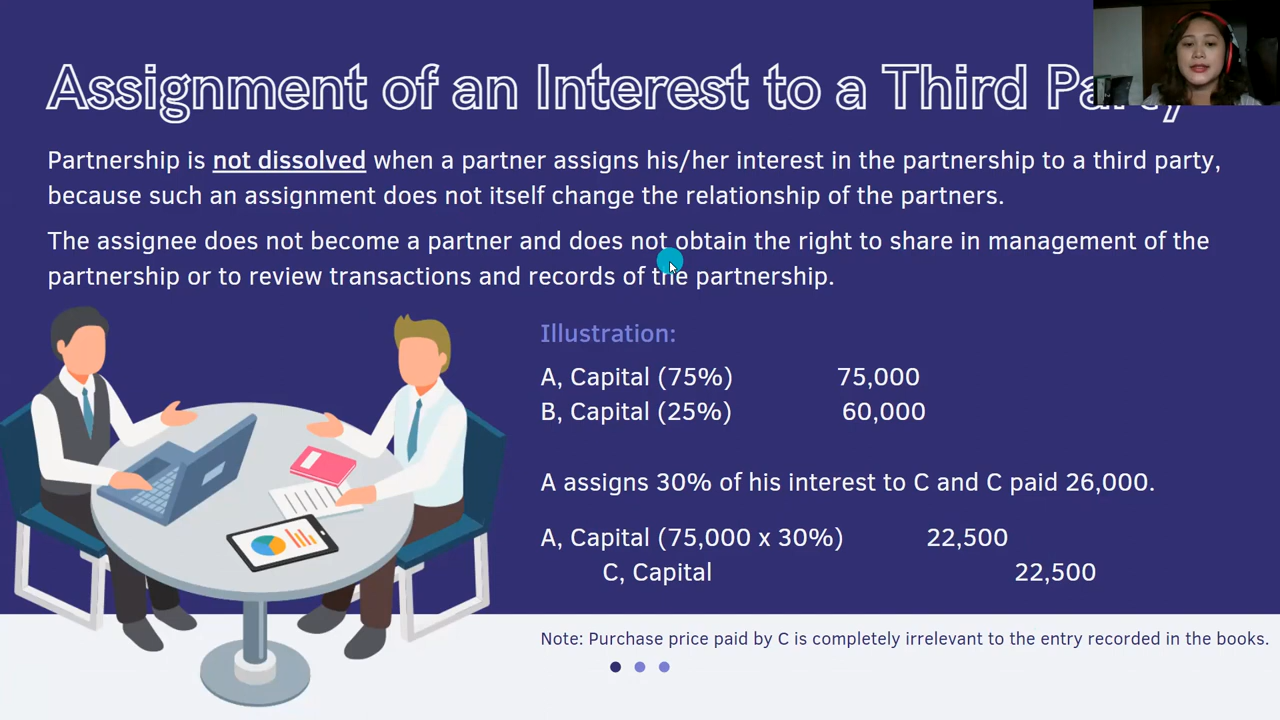 Assignment of an Interest to a Third Party
Partnership is not dissolved when a partner assigns his/her interest in the partnership to a third party,
because such an assignment does not itself change the relationship of the partners.
The assignee does not become a partner and does not obtain the right to share in management of the
partnership or to review transactions and records of the partnership.
Illustration:
A, Capital (75%) 75,000
B, Capital (25%) 60,000
A assigns 30% of his interest to C and C paid 26,000.
A, Capital (75,000 x 30%) 22,500
C, Capital 22,500
Note: Purchase price paid by C is completely irrelevant to the entry recorded in the books.